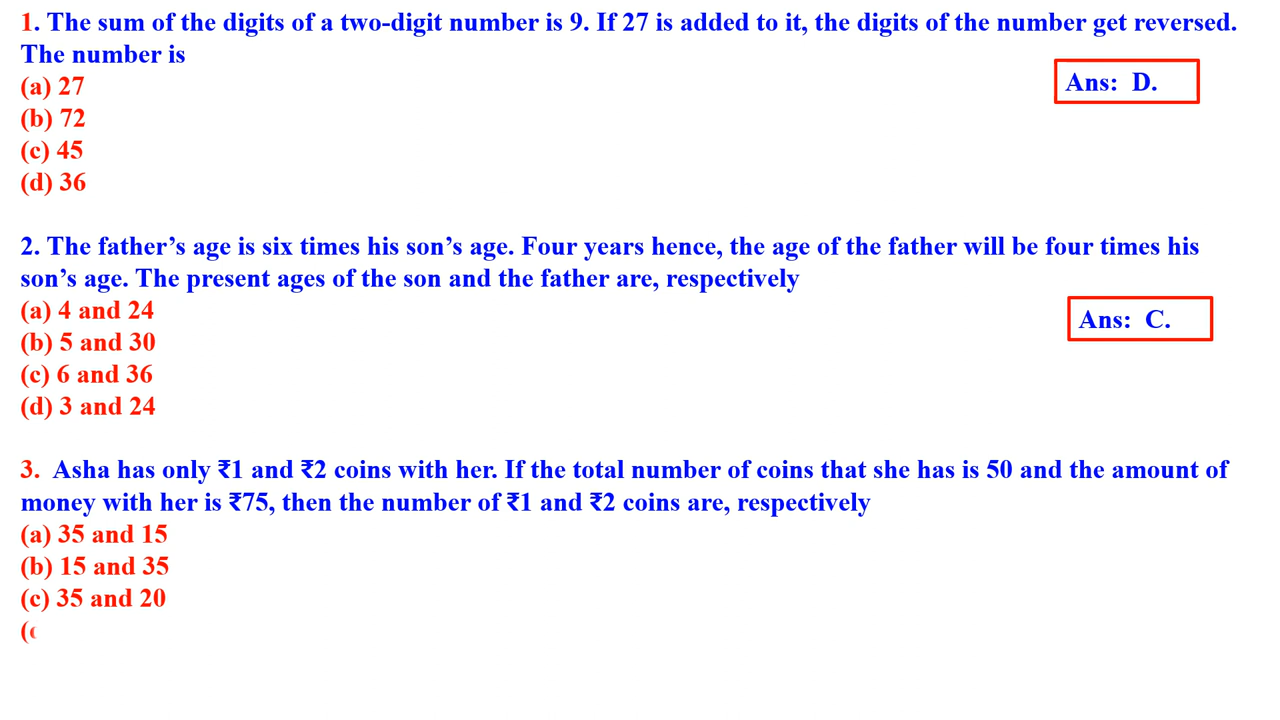 1. The sum of the digits of a two-digit number is 9. If 27 is added to it, the digits of the number get reversed.
The number is
(a) 27
Ans: D.
(b) 72
(c) 45
(d) 36
2. The father’s age is six times his son’s age. Four years hence, the age of the father will be four times his
son’s age. The present ages of the son and the father are, respectively
(a) 4 and 24
Ans: C.
(b) 5 and 30
(c) 6 and 36
(d) 3 and 24
3. Asha has only ₹1 and ₹2 coins with her. If the total number of coins that she has is 50 and the amount of
money with her is ₹75, then the number of ₹1 and ₹2 coins are, respectively
(a) 35 and 15
(b) 15 and 35
(c) 35 and 20
(